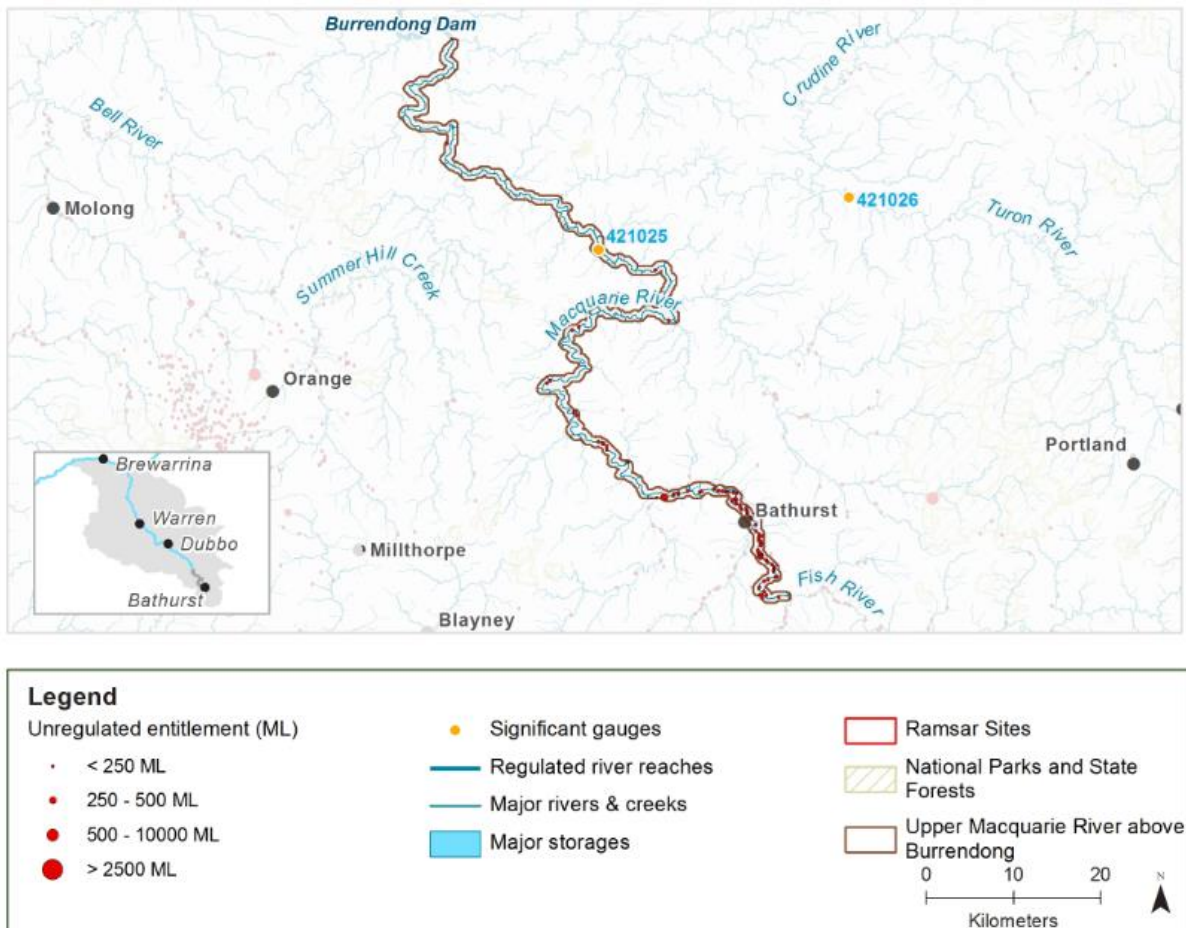 Burrendong Dam
Crudine River
Bell River
Molong
421026
Turon River
421025
Summer Hill Creek
Macquarie River
Orange
Portland
Brewarrina
Warren
Dubbo
Bathurst
Bathurst
Millthorpe
Fish River
Blayney
Legend
Unregulated entitlement (ML)
< 250 ML
250 - 500 ML
500 - 10000 ML
> 2500 ML
Significant gauges
Regulated river reaches
Major rivers & creeks
Major storages
Ramsar Sites
National Parks and State
Forests
Upper Macquarie River above
Burrendong
0 10 20
Kilometers
N